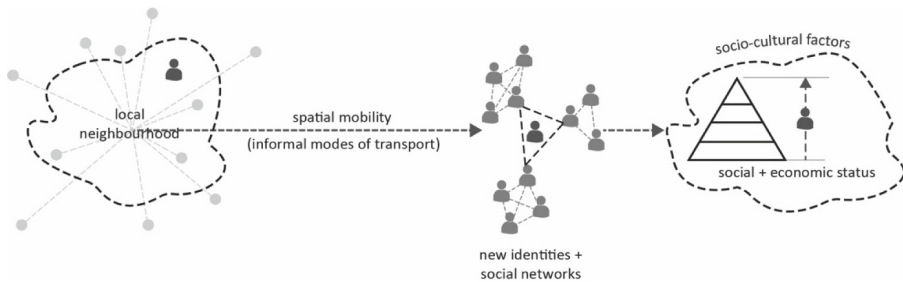 local
neighbourhood
spatial mobility
(informal modes of transport)
new identities +
social networks
socio-cultural factors
social + economic status